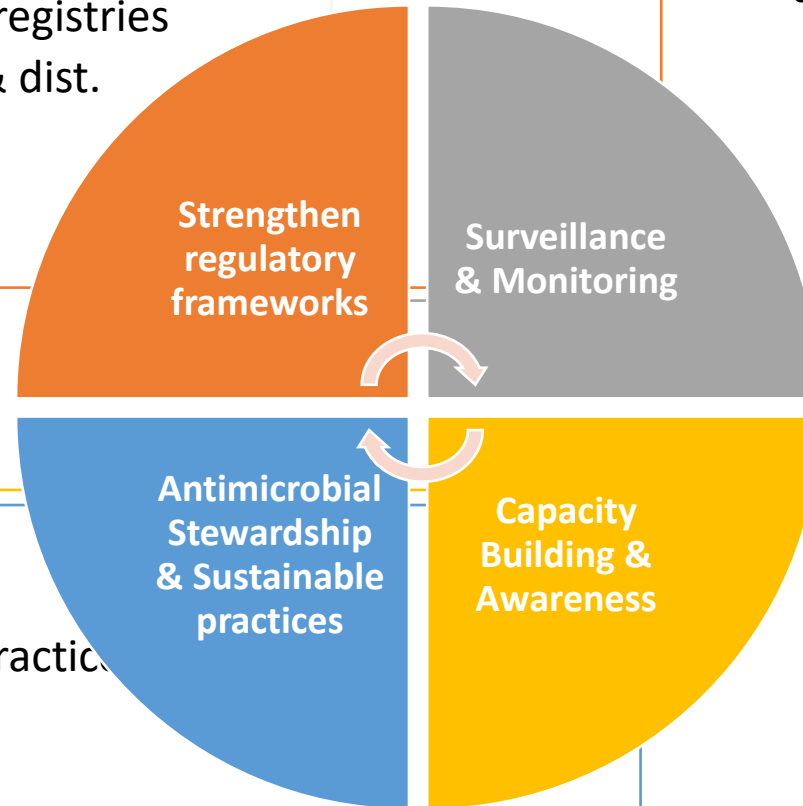 registries
& dist.
Strengthen
regulatory
frameworks
Surveillance
& Monitoring
Antimicrobial
Stewardship
& Sustainable
practices
Capacity
Building &
Awareness